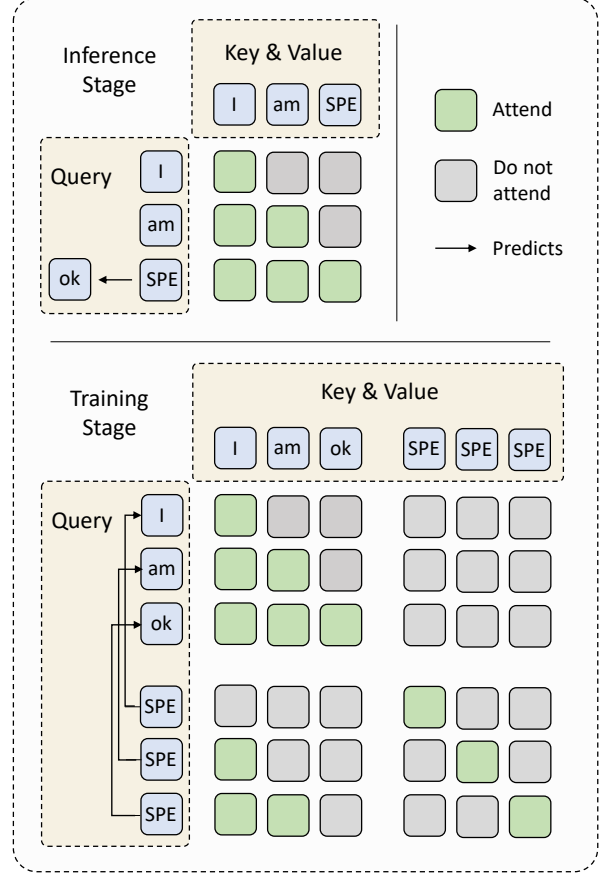 Inference
Stage
Key & Value
I am SPE
Query
I
am
ok SPE
Attend
Do not
attend
Predicts
Training
Stage
Key & Value
I am ok SPE SPE SPE
Query
I
am
ok
SPE
SPE
SPE